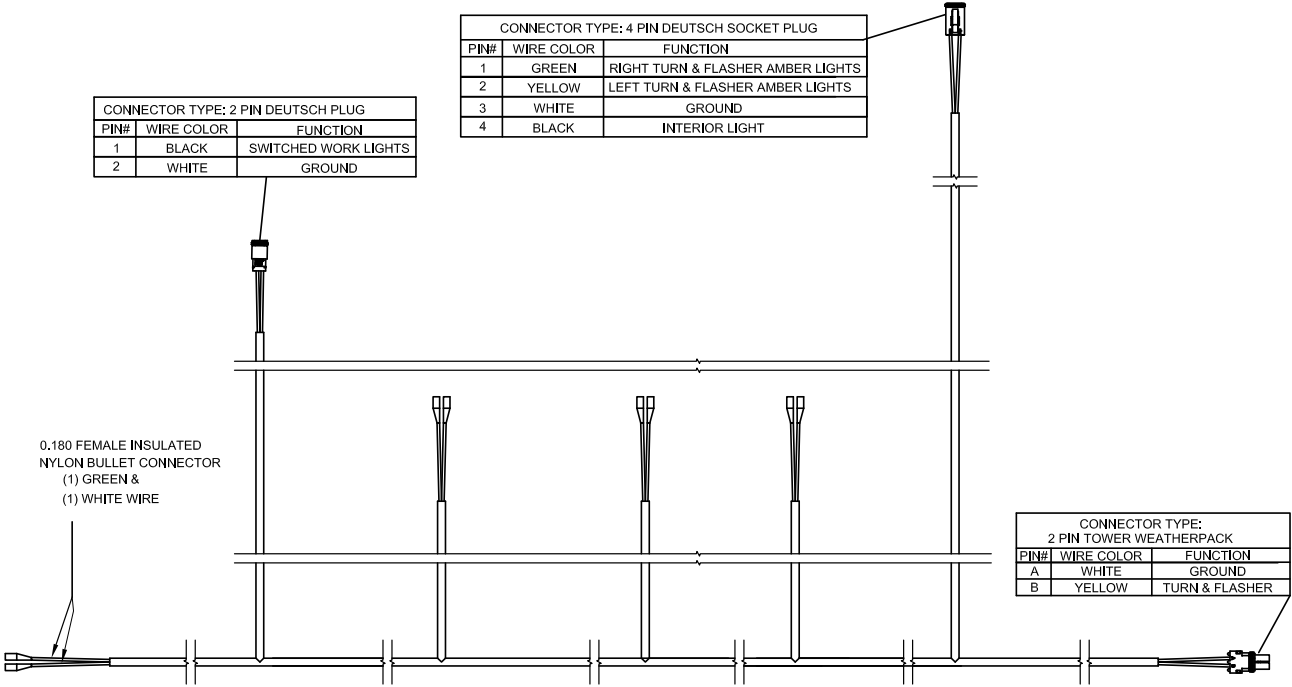 CONNECTOR TYPE: 4 PIN DEUTSCH SOCKET PLUG
PIN# WIRE COLOR FUNCTION
1 GREEN RIGHT TURN & FLASHER AMBER LIGHTS
2 YELLOW LEFT TURN & FLASHER AMBER LIGHTS
3 WHITE GROUND
4 BLACK INTERIOR LIGHT
CONNECTOR TYPE: 2 PIN DEUTSCH PLUG
PIN# WIRE COLOR FUNCTION
1 BLACK SWITCHED WORK LIGHTS
2 WHITE GROUND
0.180 FEMALE INSULATED
NYLON BULLET CONNECTOR
(1) GREEN &
(1) WHITE WIRE
CONNECTOR TYPE:
2 PIN TOWER WEATHERPACK
PIN# WIRE COLOR FUNCTION
A WHITE GROUND
B YELLOW TURN & FLASHER